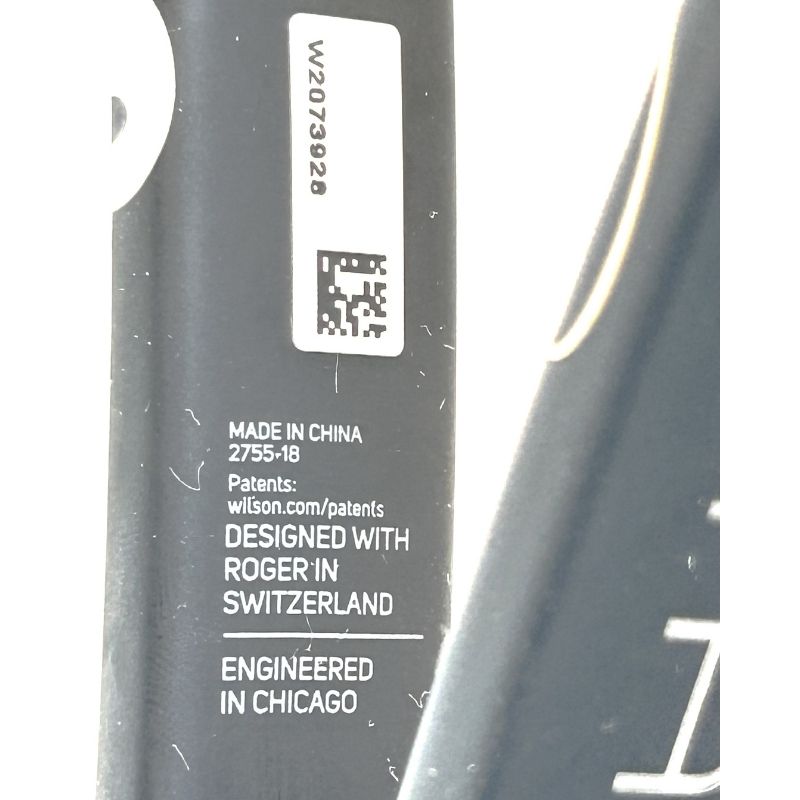 W2073928
MADE IN CHINA
2755-18
Patents:
wilson.com/patents
DESIGNED WITH
ROGER IN
SWITZERLAND
ENGINEERED
IN CHICAGO